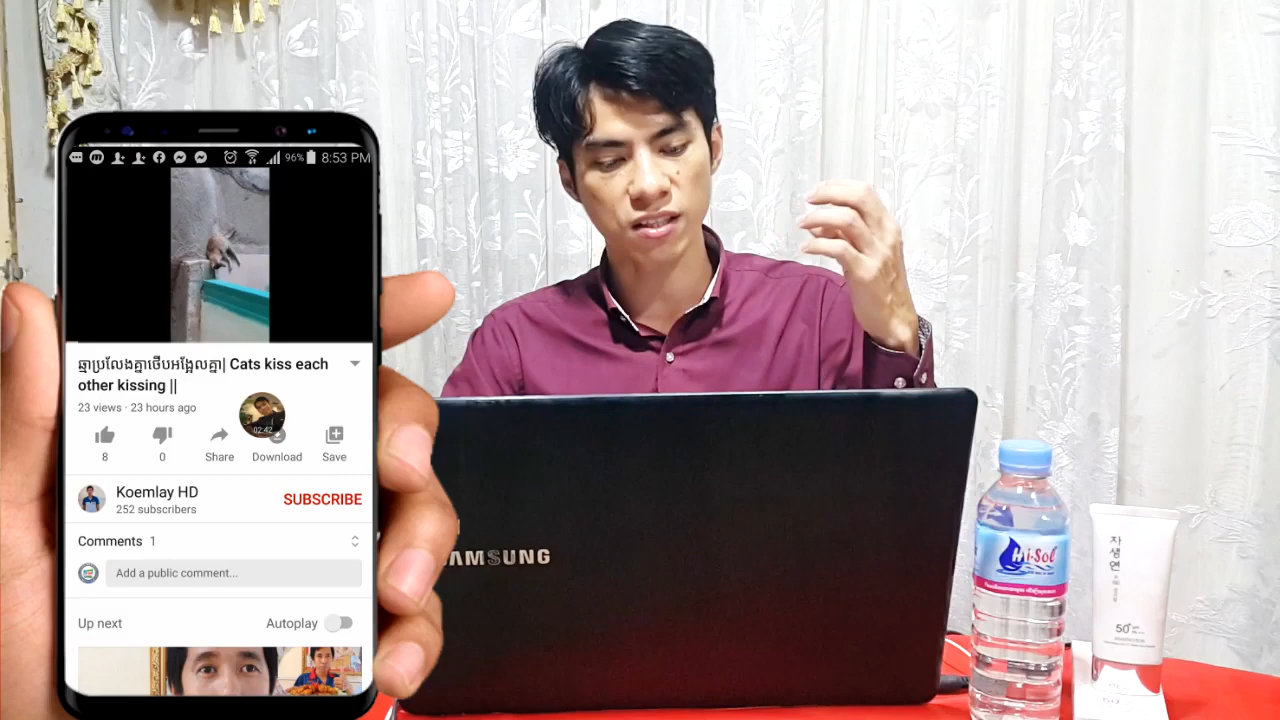 96% 8:53 PM
ឆ្មាប្រលែងគ្នាថើបអង្អែលគ្នា| Cats kiss each
other kissing ||
23 views · 23 hours ago
02:42
8
0
Share
Download
Save
Koemlay HD
252 subscribers
SUBSCRIBE
Comments 1
Add a public comment...
Up next
Autoplay
AMSUNG
Hi-Sol
자생연
50+ SPF